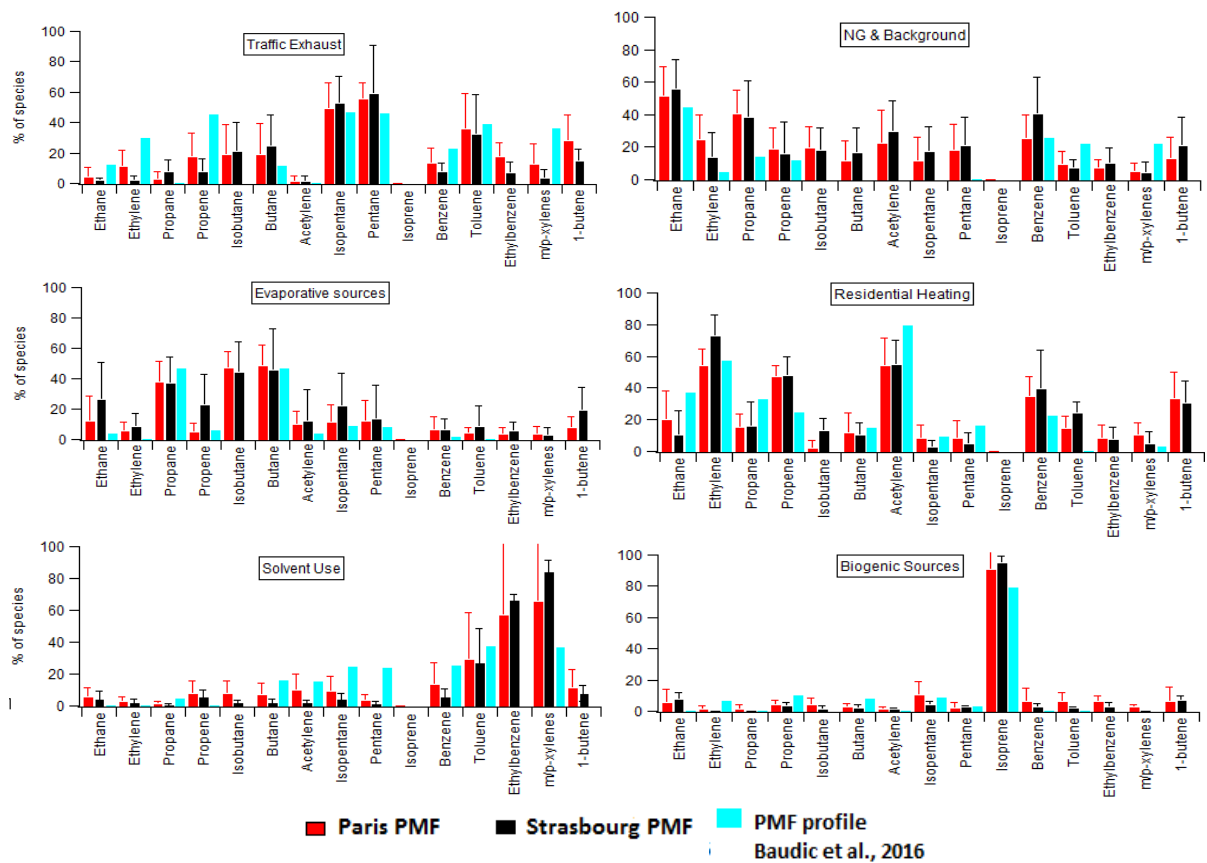 Traffic Exhaust
% of species
100
80
60
40
20
0
Ethane
Ethylene
Propane
Propene
Isobutane
Butane
Acetylene
Isopentane
Pentane
Isoprene
Benzene
Toluene
Ethylbenzene
m/p-xylenes
1-butene
NG & Background
% of species
100
80
60
40
20
0
Ethane
Ethylene
Propane
Propene
Isobutane
Butane
Acetylene
Isopentane
Pentane
Isoprene
Benzene
Toluene
Ethylbenzene
m/p-xylenes
1-butene
Evaporative sources
% of species
100
80
60
40
20
0
Ethane
Ethylene
Propane
Propene
Isobutane
Butane
Acetylene
Isopentane
Pentane
Isoprene
Benzene
Toluene
Ethylbenzene
m/p-xylenes
1-butene
Residential Heating
% of species
100
80
60
40
20
0
Ethane
Ethylene
Propane
Propene
Isobutane
Butane
Acetylene
Isopentane
Pentane
Isoprene
Benzene
Toluene
Ethylbenzene
m/p-xylenes
1-butene
Solvent Use
% of species
100
80
60
40
20
0
Ethane
Ethylene
Propane
Propene
Isobutane
Butane
Acetylene
Isopentane
Pentane
Isoprene
Benzene
Toluene
Ethylbenzene
m/p-xylenes
1-butene
Biogenic Sources
100
80
60
40
20
0
Ethane
Ethylene
Propane
Propene
Isobutane
Butane
Acetylene
Isopentane
Pentane
Isoprene
Benzene
Toluene
Ethylbenzene
m/p-xylenes
1-butene
Paris PMF
Strasbourg PMF
PMF profile
Baudic et al., 2016